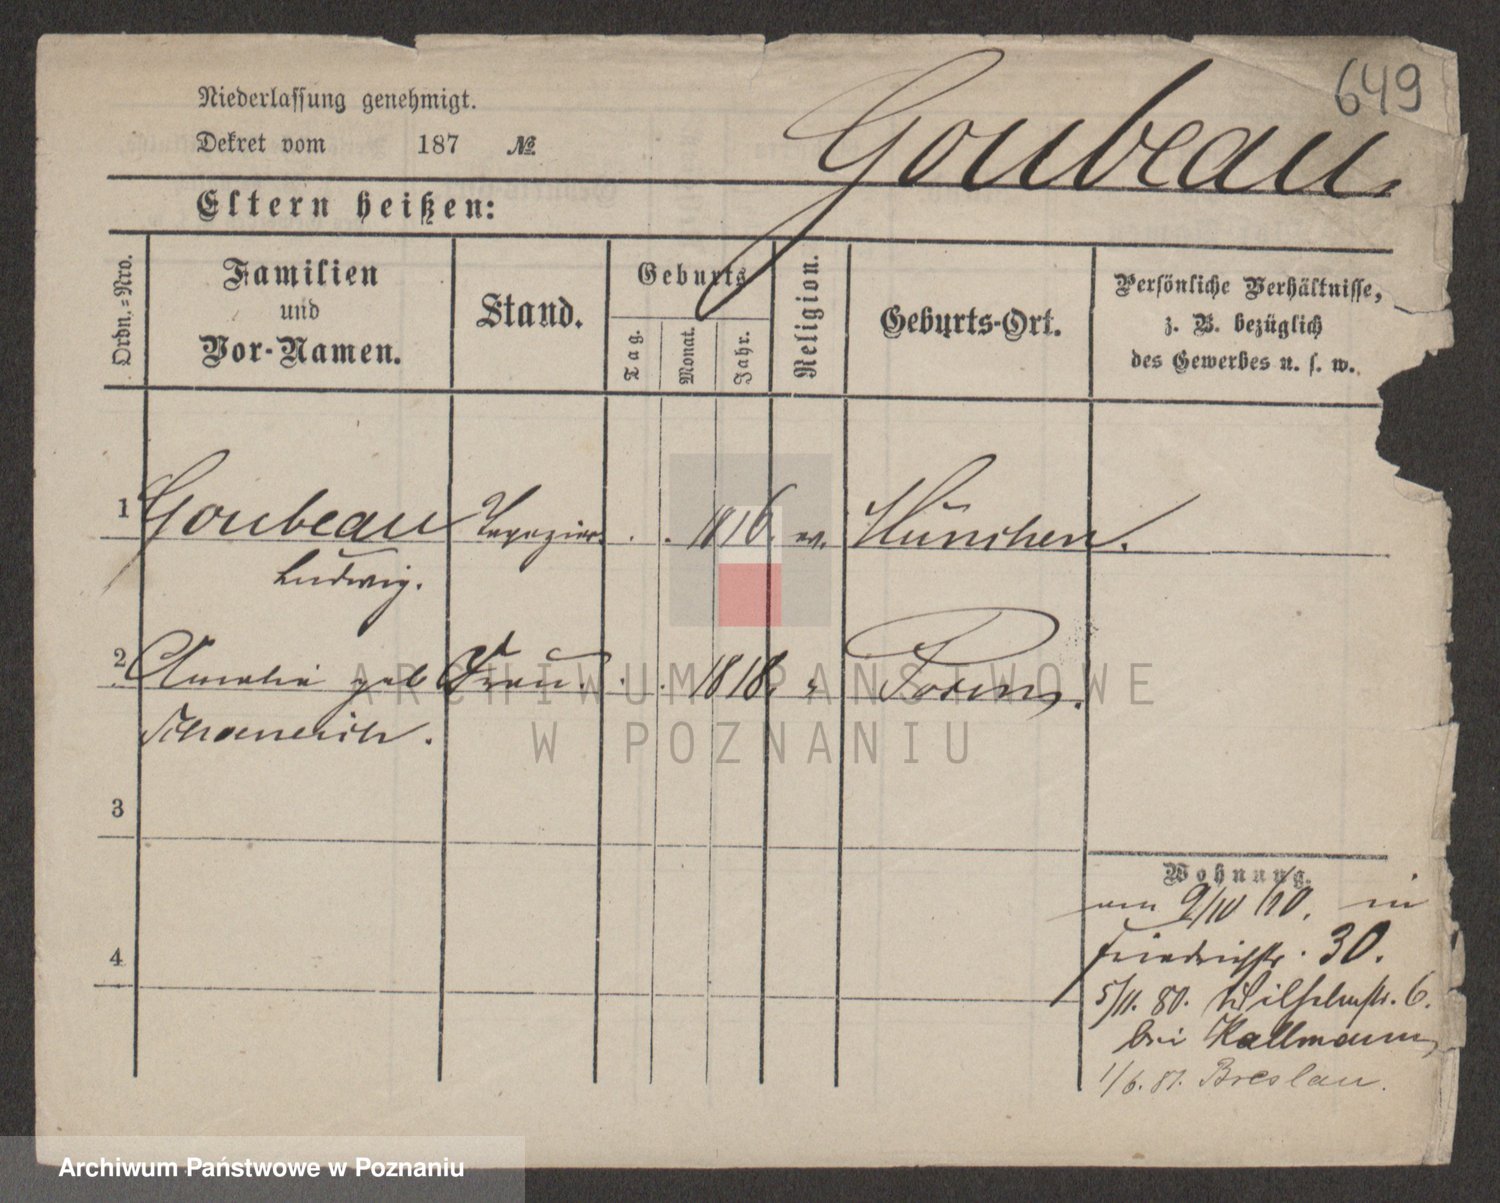 649
Niederlassung genehmigt.
Goubeau.
Dekret vom 187 №
Eltern heißen:
Ordn.=Nro.
Familien
und
Vor-Namen.
Stand.
Geburts
Tag.
Monat.
Jahr.
Religion.
Geburts-Ort.
Persönliche Verhältnisse,
z. B. bezüglich
des Gewerbes u. s. w.
1 Goubeau Tapezier. . . 1816. ev. München.
Ludwig.
2 Amalie geb Frau. . . 1818. " Posen.
3
4
Wohnung.
in
Friedrichstr. 30.
5/11. 80. Wilhelmstr. 6.
bei Kallmann
1/6. 81. Breslau.
ARCHIWUM PAŃSTWOWE
W POZNANIU
Archiwum Państwowe w Poznaniu